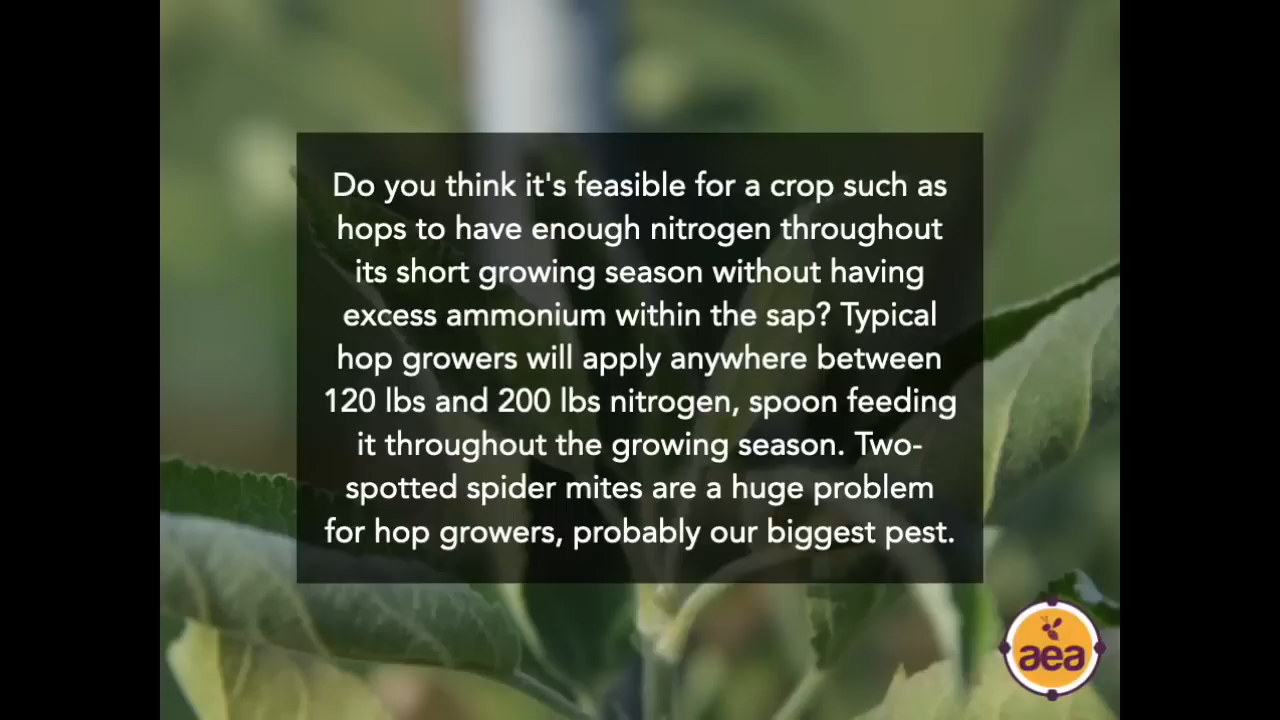 Do you think it's feasible for a crop such as
hops to have enough nitrogen throughout
its short growing season without having
excess ammonium within the sap? Typical
hop growers will apply anywhere between
120 lbs and 200 lbs nitrogen, spoon feeding
it throughout the growing season. Two-
spotted spider mites are a huge problem
for hop growers, probably our biggest pest.
aea